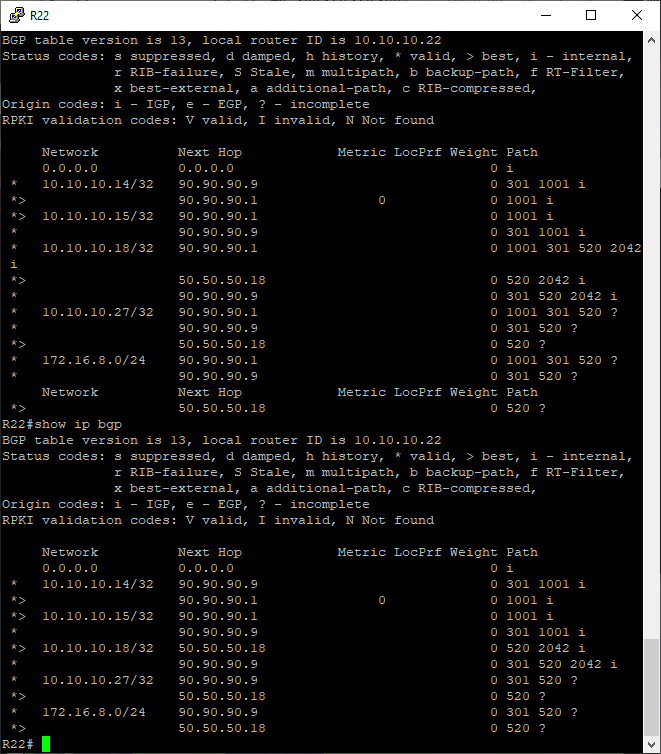 R22
BGP table version is 13, local router ID is 10.10.10.22
Status codes: s suppressed, d damped, h history, * valid, > best, i - internal,
              r RIB-failure, S Stale, m multipath, b backup-path, f RT-Filter,
              x best-external, a additional-path, c RIB-compressed,
Origin codes: i - IGP, e - EGP, ? - incomplete
RPKI validation codes: V valid, I invalid, N Not found
     Network          Next Hop            Metric LocPrf Weight Path
     0.0.0.0          0.0.0.0                                0 i
 *   10.10.10.14/32   90.90.90.9                             0 301 1001 i
 *>                   90.90.90.1               0             0 1001 i
 *>  10.10.10.15/32   90.90.90.1                             0 1001 i
 *                    90.90.90.9                             0 301 1001 i
 *   10.10.10.18/32   90.90.90.1                             0 1001 301 520 2042
i
 *>                   50.50.50.18                            0 520 2042 i
 *                    90.90.90.9                             0 301 520 2042 i
 *   10.10.10.27/32   90.90.90.1                             0 1001 301 520 ?
 *                    90.90.90.9                             0 301 520 ?
 *>                   50.50.50.18                            0 520 ?
 *   172.16.8.0/24    90.90.90.1                             0 1001 301 520 ?
 *                    90.90.90.9                             0 301 520 ?
     Network          Next Hop            Metric LocPrf Weight Path
 *>                   50.50.50.18                            0 520 ?
R22#show ip bgp
BGP table version is 13, local router ID is 10.10.10.22
Status codes: s suppressed, d damped, h history, * valid, > best, i - internal,
              r RIB-failure, S Stale, m multipath, b backup-path, f RT-Filter,
              x best-external, a additional-path, c RIB-compressed,
Origin codes: i - IGP, e - EGP, ? - incomplete
RPKI validation codes: V valid, I invalid, N Not found
     Network          Next Hop            Metric LocPrf Weight Path
     0.0.0.0          0.0.0.0                                0 i
 *   10.10.10.14/32   90.90.90.9                             0 301 1001 i
 *>                   90.90.90.1               0             0 1001 i
 *>  10.10.10.15/32   90.90.90.1                             0 1001 i
 *                    90.90.90.9                             0 301 1001 i
 *>  10.10.10.18/32   50.50.50.18                            0 520 2042 i
 *                    90.90.90.9                             0 301 520 2042 i
 *   10.10.10.27/32   90.90.90.9                             0 301 520 ?
 *>                   50.50.50.18                            0 520 ?
 *   172.16.8.0/24    90.90.90.9                             0 301 520 ?
 *>                   50.50.50.18                            0 520 ?
R22#